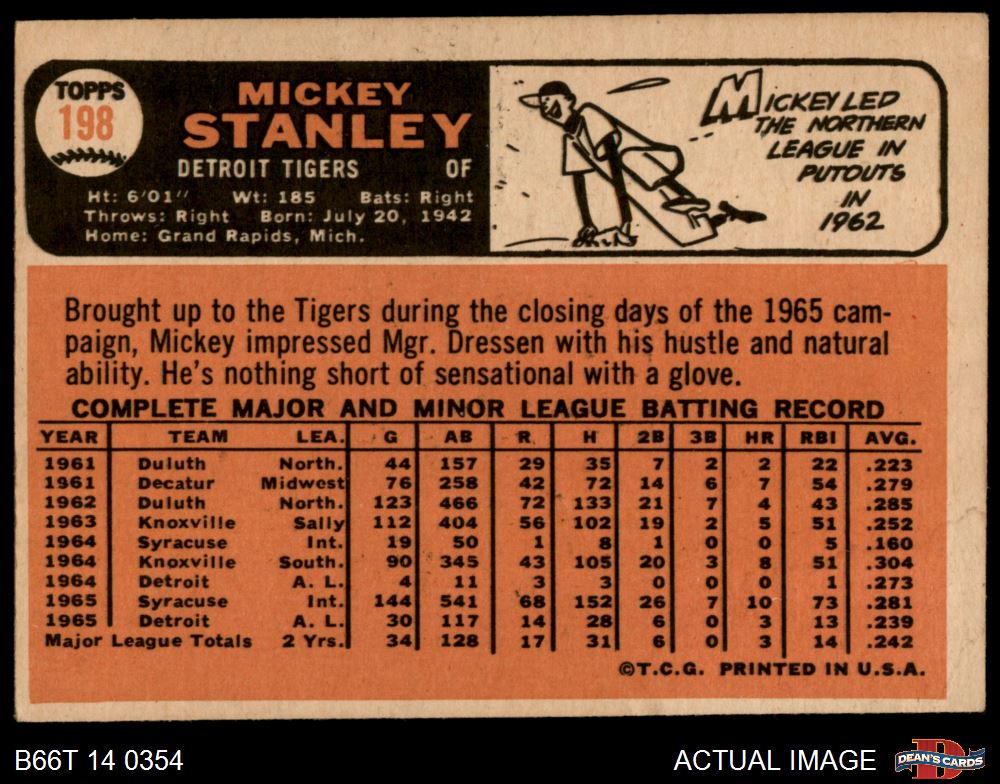 TOPPS
198
MICKEY
STANLEY
DETROIT TIGERS OF
Ht: 6'01" Wt: 185 Bats: Right
Throws: Right Born: July 20, 1942
Home: Grand Rapids, Mich.
MICKEY LED
THE NORTHERN
LEAGUE IN
PUTOUTS
IN
1962
Brought up to the Tigers during the closing days of the 1965 cam-
paign, Mickey impressed Mgr. Dressen with his hustle and natural
ability. He's nothing short of sensational with a glove.
COMPLETE MAJOR AND MINOR LEAGUE BATTING RECORD
YEAR TEAM LEA. G AB R H 2B 3B HR RBI AVG.
1961 Duluth North. 44 157 29 35 7 2 2 22 .223
1961 Decatur Midwest 76 258 42 72 14 6 7 54 .279
1962 Duluth North. 123 466 72 133 21 7 4 43 .285
1963 Knoxville Sally 112 404 56 102 19 2 5 51 .252
1964 Syracuse Int. 19 50 1 8 1 0 0 5 .160
1964 Knoxville South. 90 345 43 105 20 3 8 51 .304
1964 Detroit A. L. 4 11 3 3 0 0 0 1 .273
1965 Syracuse Int. 144 541 68 152 26 7 10 73 .281
1965 Detroit A. L. 30 117 14 28 6 0 3 13 .239
Major League Totals 2 Yrs. 34 128 17 31 6 0 3 14 .242
©T.C.G. PRINTED IN U.S.A.
B66T 14 0354
ACTUAL IMAGE
DEAN'S CARDS